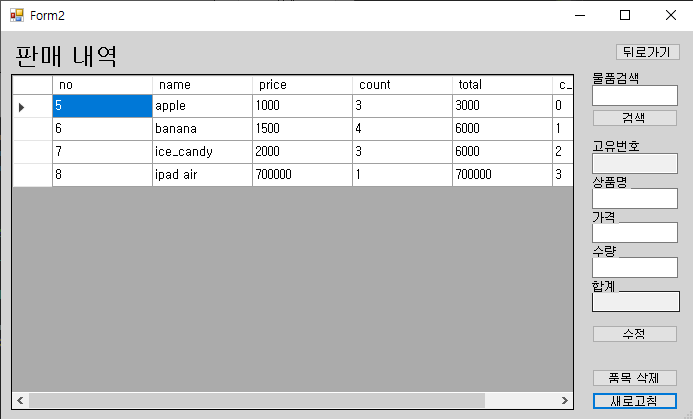 Form2
판매 내역
뒤로가기
no name price count total c_
5 apple 1000 3 3000 0
6 banana 1500 4 6000 1
7 ice_candy 2000 3 6000 2
8 ipad air 700000 1 700000 3
물품검색
검색
고유번호
상품명
가격
수량
합계
수정
품목 삭제
새로고침